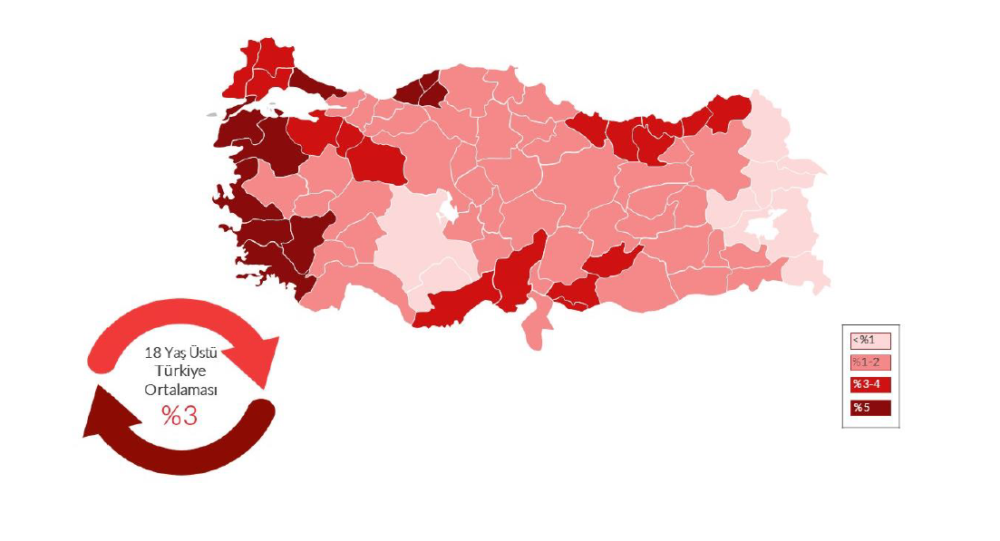 18 Yaş Üstü
Türkiye
Ortalaması
%3
<%1
%1-2
%3-4
%5